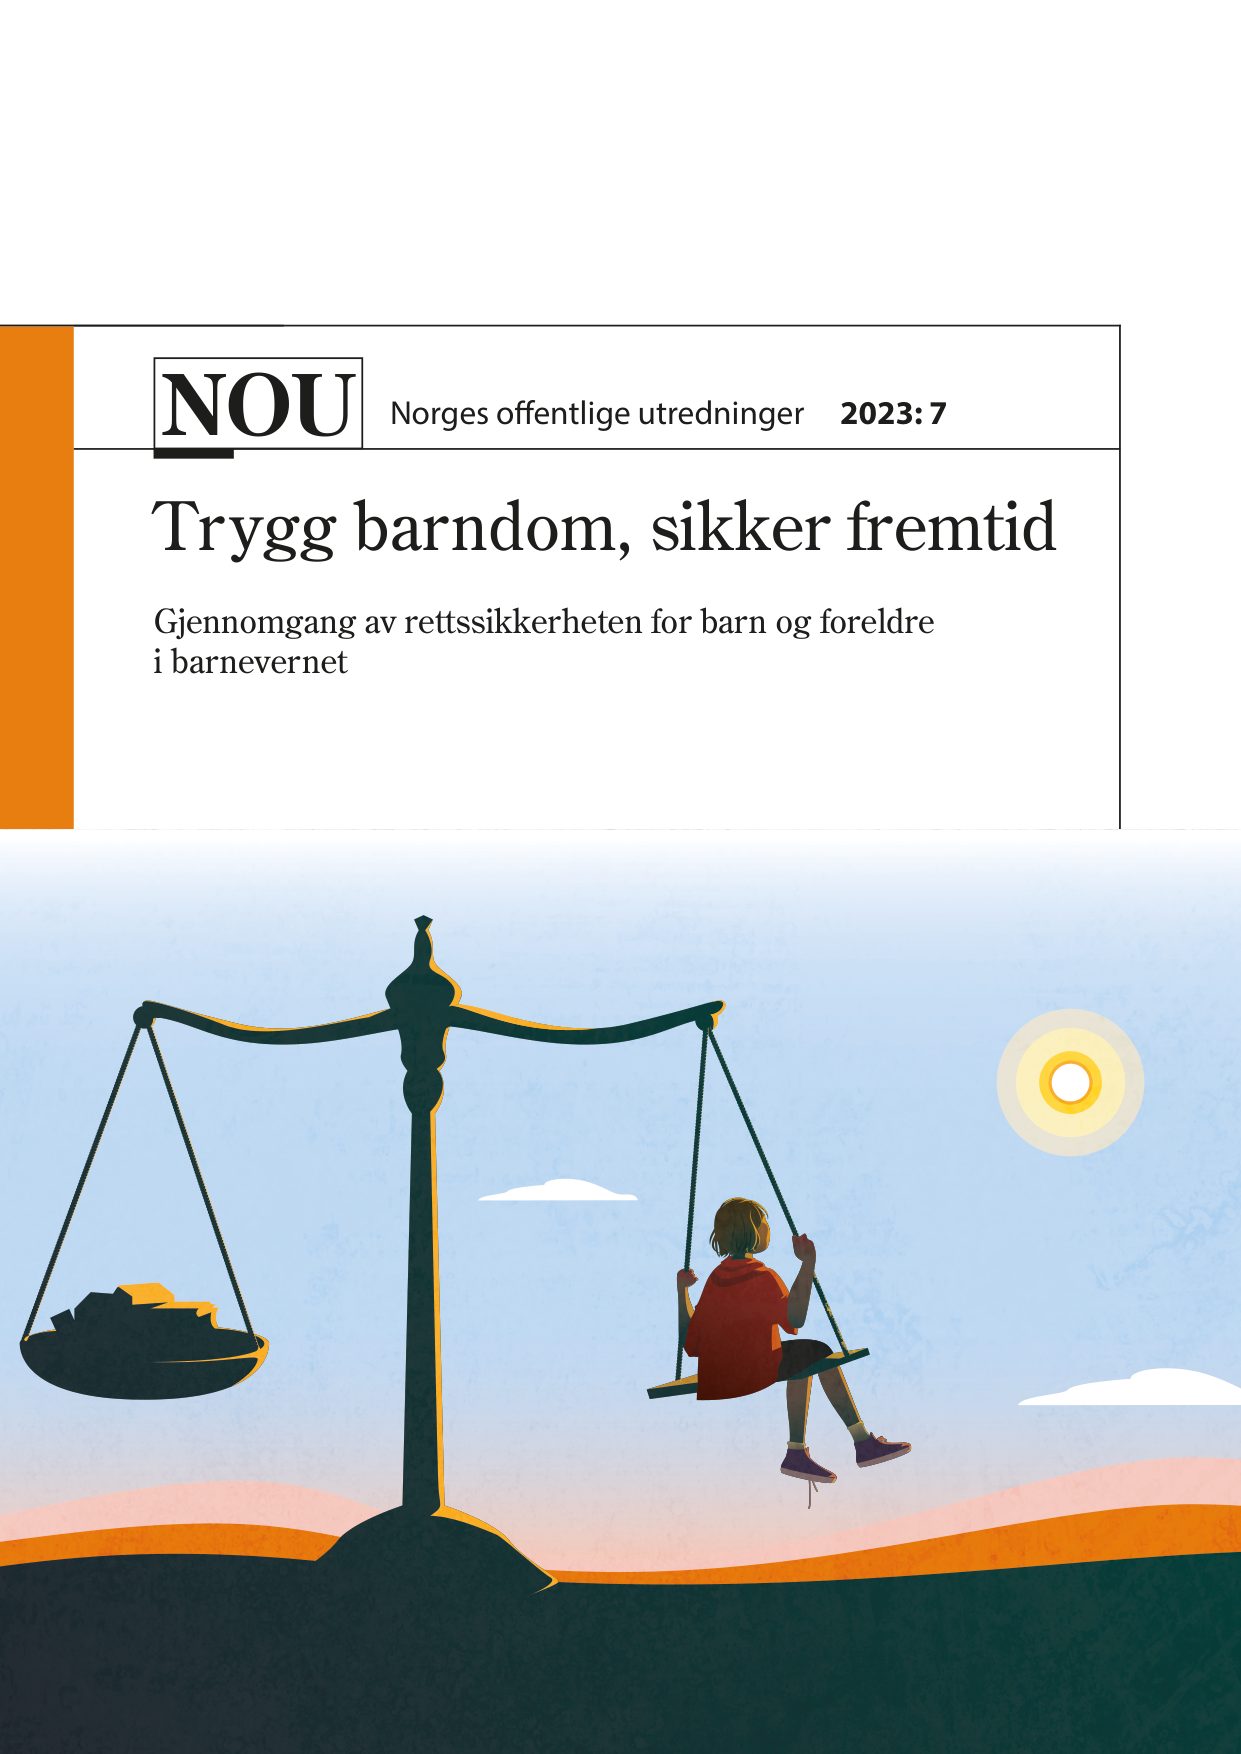 NOU Norges offentlige utredninger 2023: 7
Trygg barndom, sikker fremtid
Gjennomgang av rettssikkerheten for barn og foreldre
i barnevernet